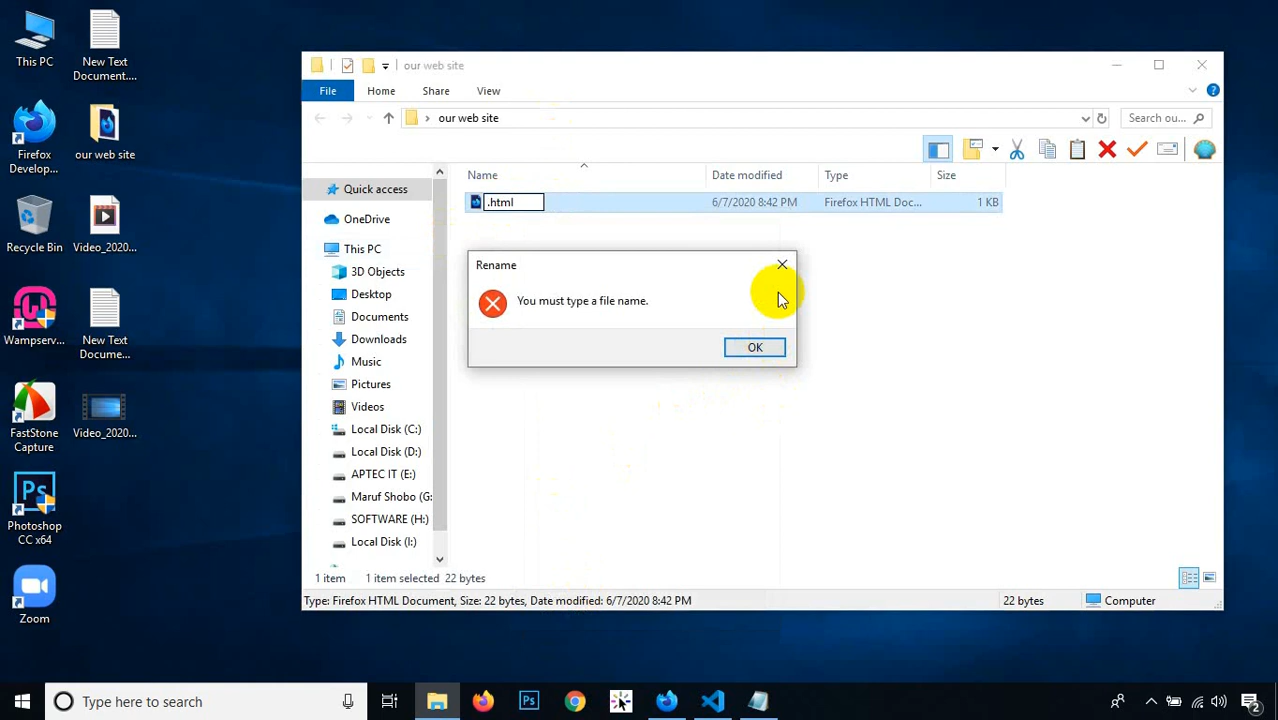 This PC
New Text
Document....
Firefox
Develop...
our web site
Recycle Bin
Video_2020...
Wampserv...
New Text
Docume...
FastStone
Capture
Video_2020...
Ps
Photoshop
CC x64
Zoom
our web site
File
Home
Share
View
our web site
Search ou...
Name
Date modified
Type
Size
.html
6/7/2020 8:42 PM
Firefox HTML Doc...
1 KB
Quick access
OneDrive
This PC
3D Objects
Desktop
Documents
Downloads
Music
Pictures
Videos
Local Disk (C:)
Local Disk (D:)
APTEC IT (E:)
Maruf Shobo (G:
SOFTWARE (H:)
Local Disk (I:)
Rename
You must type a file name.
OK
1 item
1 item selected
22 bytes
Type: Firefox HTML Document, Size: 22 bytes, Date modified: 6/7/2020 8:42 PM
22 bytes
Computer
Type here to search
Ps
2